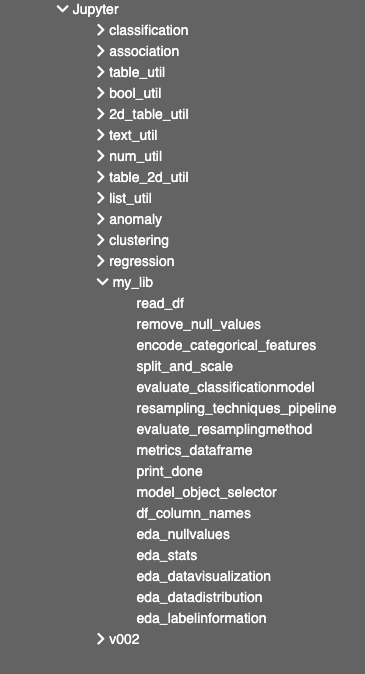 Jupyter
classification
association
table_util
bool_util
2d_table_util
text_util
num_util
table_2d_util
list_util
anomaly
clustering
regression
my_lib
read_df
remove_null_values
encode_categorical_features
split_and_scale
evaluate_classificationmodel
resampling_techniques_pipeline
evaluate_resamplingmethod
metrics_dataframe
print_done
model_object_selector
df_column_names
eda_nullvalues
eda_stats
eda_datavisualization
eda_datadistribution
eda_labelinformation
v002